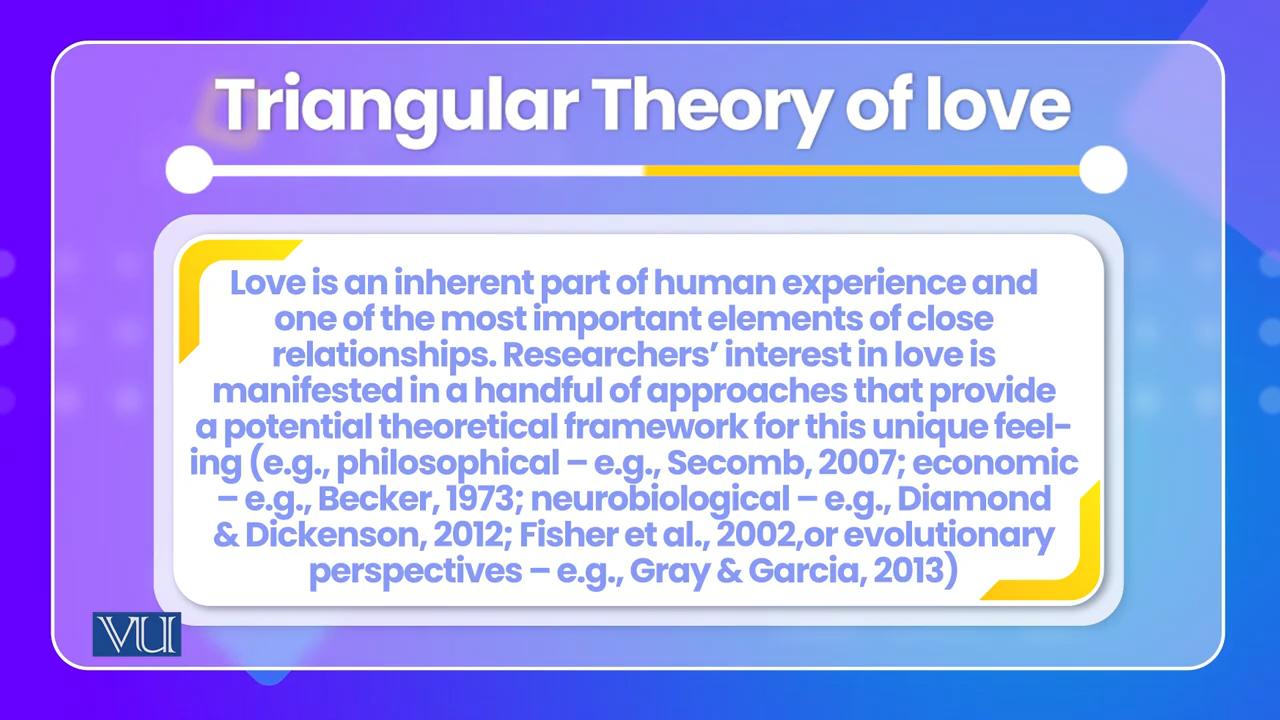 Triangular Theory of love
Love is an inherent part of human experience and
one of the most important elements of close
relationships. Researchers’ interest in love is
manifested in a handful of approaches that provide
a potential theoretical framework for this unique feel-
ing (e.g., philosophical – e.g., Secomb, 2007; economic
– e.g., Becker, 1973; neurobiological – e.g., Diamond
& Dickenson, 2012; Fisher et al., 2002,or evolutionary
perspectives – e.g., Gray & Garcia, 2013)
VU